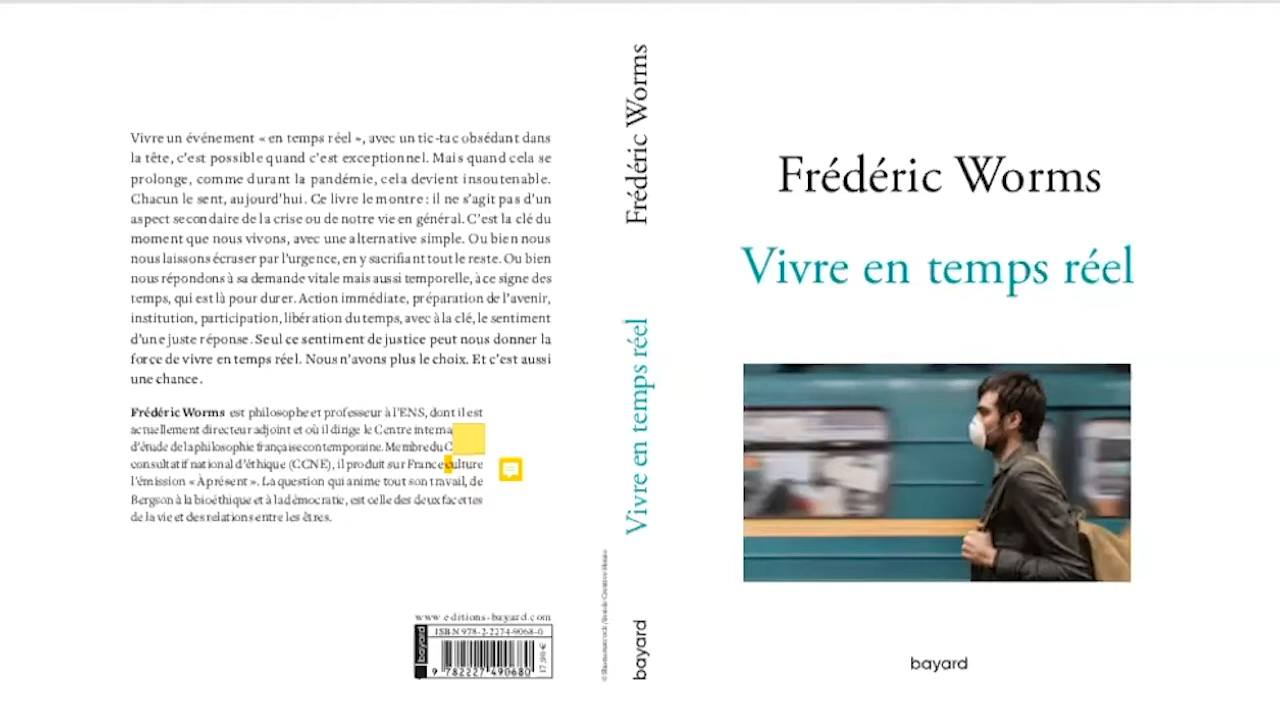 Vivre un événement « en temps réel », avec un tic-tac obsédant dans
la tête, c'est possible quand c'est exceptionnel. Mais quand cela se
prolonge, comme durant la pandémie, cela devient insoutenable.
Chacun le sent, aujourd'hui. Ce livre le montre : il ne s'agit pas d'un
aspect secondaire de la crise ou de notre vie en général. C'est la clé du
moment que nous vivons, avec une alternative simple. Ou bien nous
nous laissons écraser par l'urgence, en y sacrifiant tout le reste. Ou bien
nous répondons à sa demande vitale mais aussi temporelle, à ce signe des
temps, qui est là pour durer. Action immédiate, préparation de l'avenir,
institution, participation, libération du temps, avec à la clé, le sentiment
d'une juste réponse. Seul ce sentiment de justice peut nous donner la
force de vivre en temps réel. Nous n'avons plus le choix. Et c'est aussi
une chance.
Frédéric Worms est philosophe et professeur à l'ENS, dont il est
actuellement directeur adjoint et où il dirige le Centre interna
d'étude de la philosophie française contemporaine. Membre du C
consultatif national d'éthique (CCNE), il produit sur France culture
l'émission « À présent ». La question qui anime tout son travail, de
Bergson à la bioéthique et à la démocratie, est celle des deux facettes
de la vie et des relations entre les êtres.
www.editions-bayard.com
bayard
ISBN 978-2-2274-9068-0
9 782227 490680
17,90 €
Frédéric Worms
Vivre en temps réel
bayard
Frédéric Worms
Vivre en temps réel
bayard